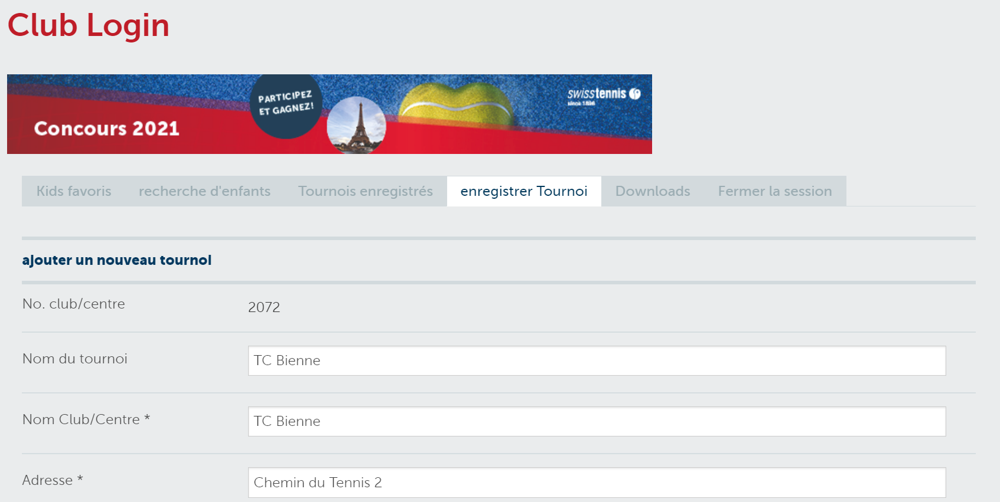 Club Login
PARTICIPEZ
ET GAGNEZ!
swisstennis
since 1896
Concours 2021
Kids favoris recherche d'enfants Tournois enregistrés enregistrer Tournoi Downloads Fermer la session
ajouter un nouveau tournoi
No. club/centre 2072
Nom du tournoi TC Bienne
Nom Club/Centre * TC Bienne
Adresse * Chemin du Tennis 2